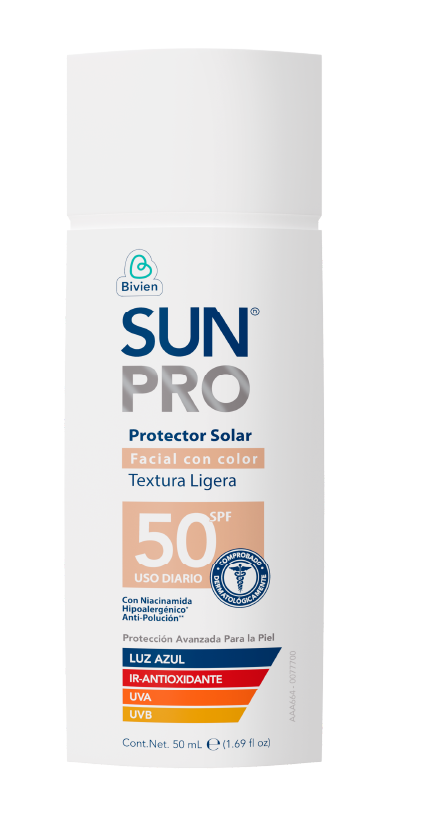 Bivien
SUN®
PRO
Protector Solar
Facial con color
Textura Ligera
50 SPF
USO DIARIO
COMPROBADO
DERMATOLÓGICAMENTE
Con Niacinamida
Hipoalergénico*
Anti-Polución**
Protección Avanzada Para la Piel
LUZ AZUL
IR-ANTIOXIDANTE
UVA
UVB
AAA664 - 0077700
Cont.Net. 50 mL ℮ (1.69 fl oz)